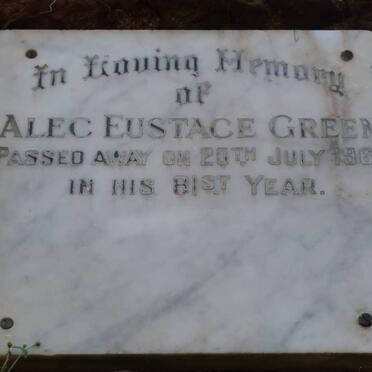 In Loving Memory
of
ALEC EUSTACE GREEN
PASSED AWAY ON 20TH JULY
IN HIS 81ST YEAR.